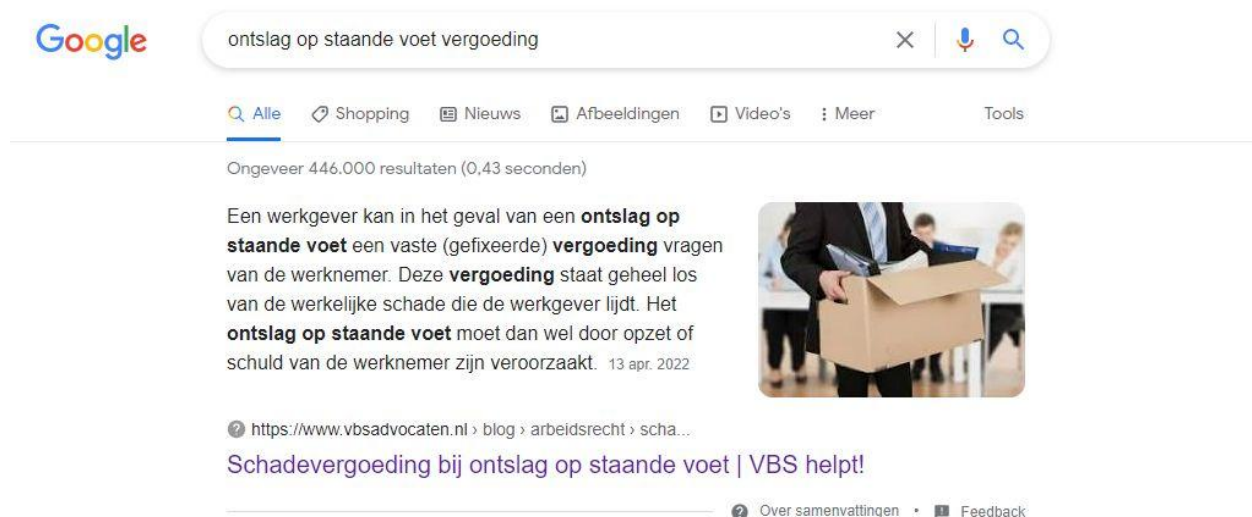 Google
ontslag op staande voet vergoeding
Alle Shopping Nieuws Afbeeldingen Video's Meer Tools
Ongeveer 446.000 resultaten (0,43 seconden)
Een werkgever kan in het geval van een ontslag op
staande voet een vaste (gefixeerde) vergoeding vragen
van de werknemer. Deze vergoeding staat geheel los
van de werkelijke schade die de werkgever lijdt. Het
ontslag op staande voet moet dan wel door opzet of
schuld van de werknemer zijn veroorzaakt. 13 apr. 2022
https://www.vbsadvocaten.nl › blog › arbeidsrecht › scha...
Schadevergoeding bij ontslag op staande voet | VBS helpt!
Over samenvattingen • Feedback